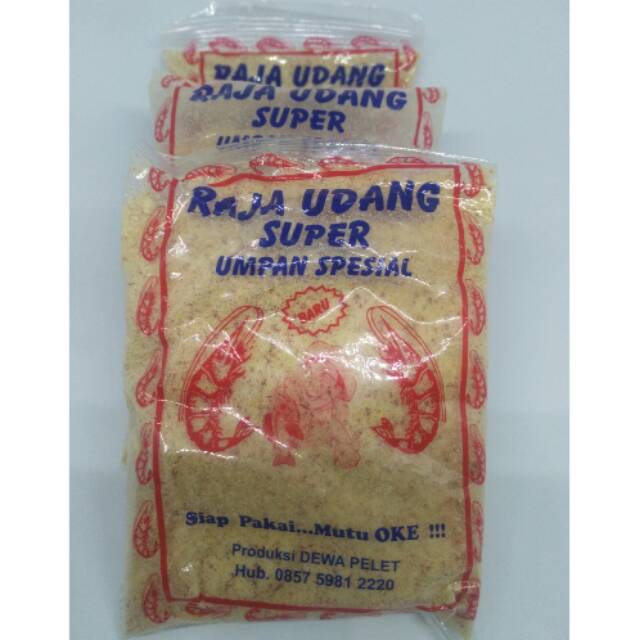 RAJA UDANG
RAJA UDANG
SUPER
RAJA UDANG
SUPER
UMPAN SPESIAL
BARU
Siap Pakai...Mutu OKE !!!
Produksi DEWA PELET
Hub. 0857 5981 2220